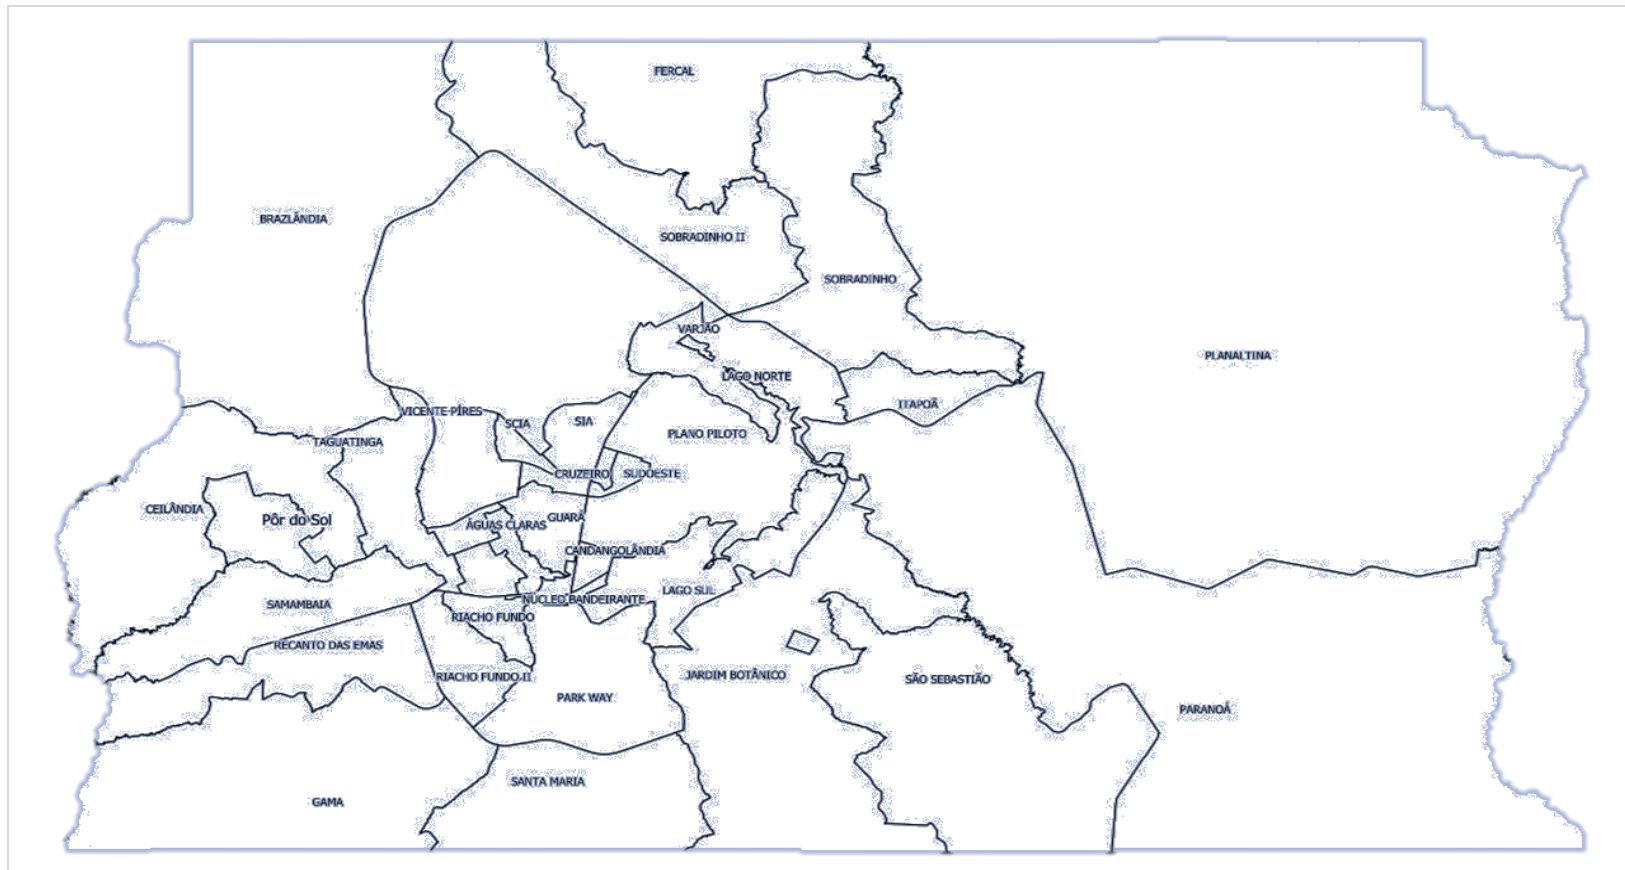 FERCAL
BRAZLÂNDIA
SOBRADINHO II
SOBRADINHO
VARJÃO
PLANALTINA
LAGO NORTE
ITAPOÃ
VICENTE PÍRES
SCIA
SIA
PLANO PILOTO
TAGUATINGA
CRUZEIRO
SUDOESTE
CEILÂNDIA
Pôr do Sol
ÁGUAS CLARAS
GUARÁ
CANDANGOLÂNDIA
LAGO SUL
NÚCLEO BANDEIRANTE
SAMAMBAIA
RIACHO FUNDO
RECANTO DAS EMAS
RIACHO FUNDO II
JARDIM BOTÂNICO
SÃO SEBASTIÃO
PARK WAY
PARANOÁ
SANTA MARIA
GAMA